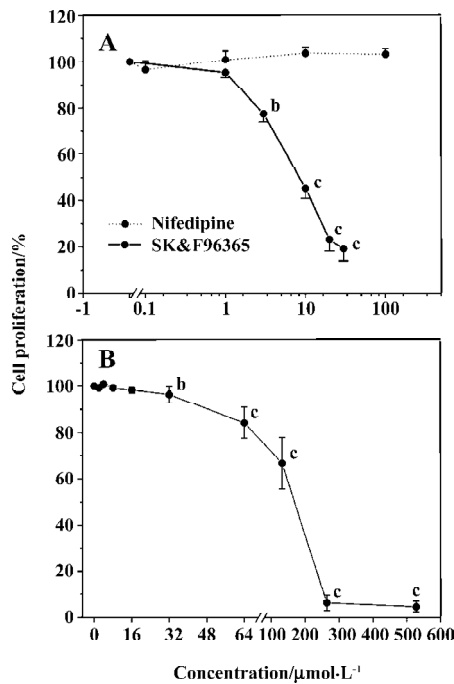 120
A
100
b
80
60
c
40
Nifedipine
c
20
SK&F96365
c
0
-1 0.1 1 10 100
Cell proliferation/%
120
B
100
b
80
c
60
c
40
20
c c
0
0 16 32 48 64 100 200 300 400 500 600
Concentration/μmol·L⁻¹